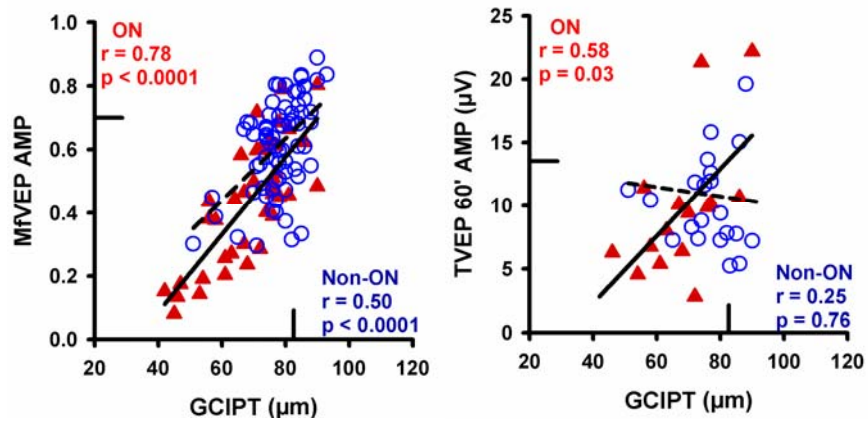 ON
r = 0.78
p < 0.0001
MfVEP AMP
1.0
0.8
0.6
0.4
0.2
0.0
Non-ON
r = 0.50
p < 0.0001
20 40 60 80 100 120
GCIPT (μm)
ON
r = 0.58
p = 0.03
TVEP 60' AMP (μV)
25
20
15
10
5
0
Non-ON
r = 0.25
p = 0.76
20 40 60 80 100 120
GCIPT (μm)